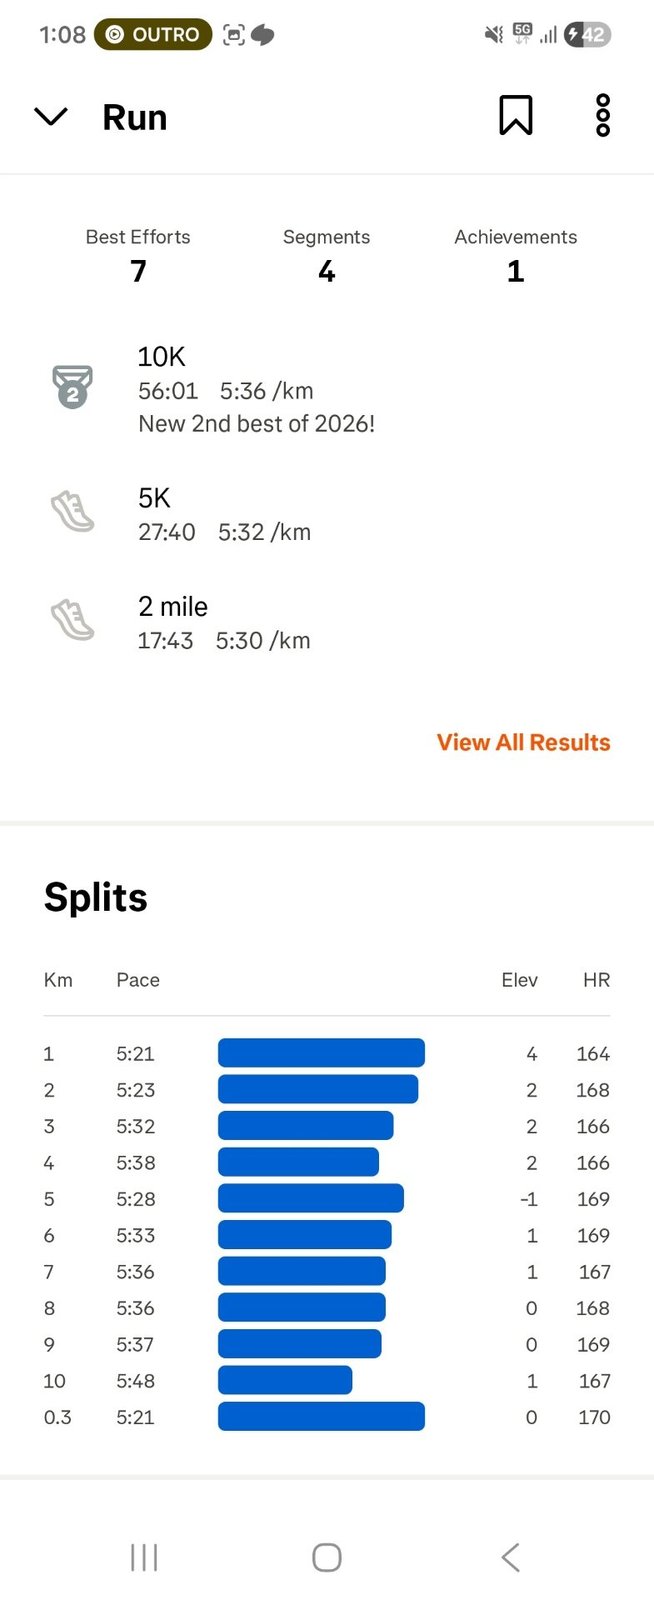 1:08 OUTRO 5G 42
Run
Best Efforts Segments Achievements
7 4 1
10K
56:01 5:36 /km
New 2nd best of 2026!
2
5K
27:40 5:32 /km
2 mile
17:43 5:30 /km
View All Results
Splits
Km Pace Elev HR
1 5:21 4 164
2 5:23 2 168
3 5:32 2 166
4 5:38 2 166
5 5:28 -1 169
6 5:33 1 169
7 5:36 1 167
8 5:36 0 168
9 5:37 0 169
10 5:48 1 167
0.3 5:21 0 170